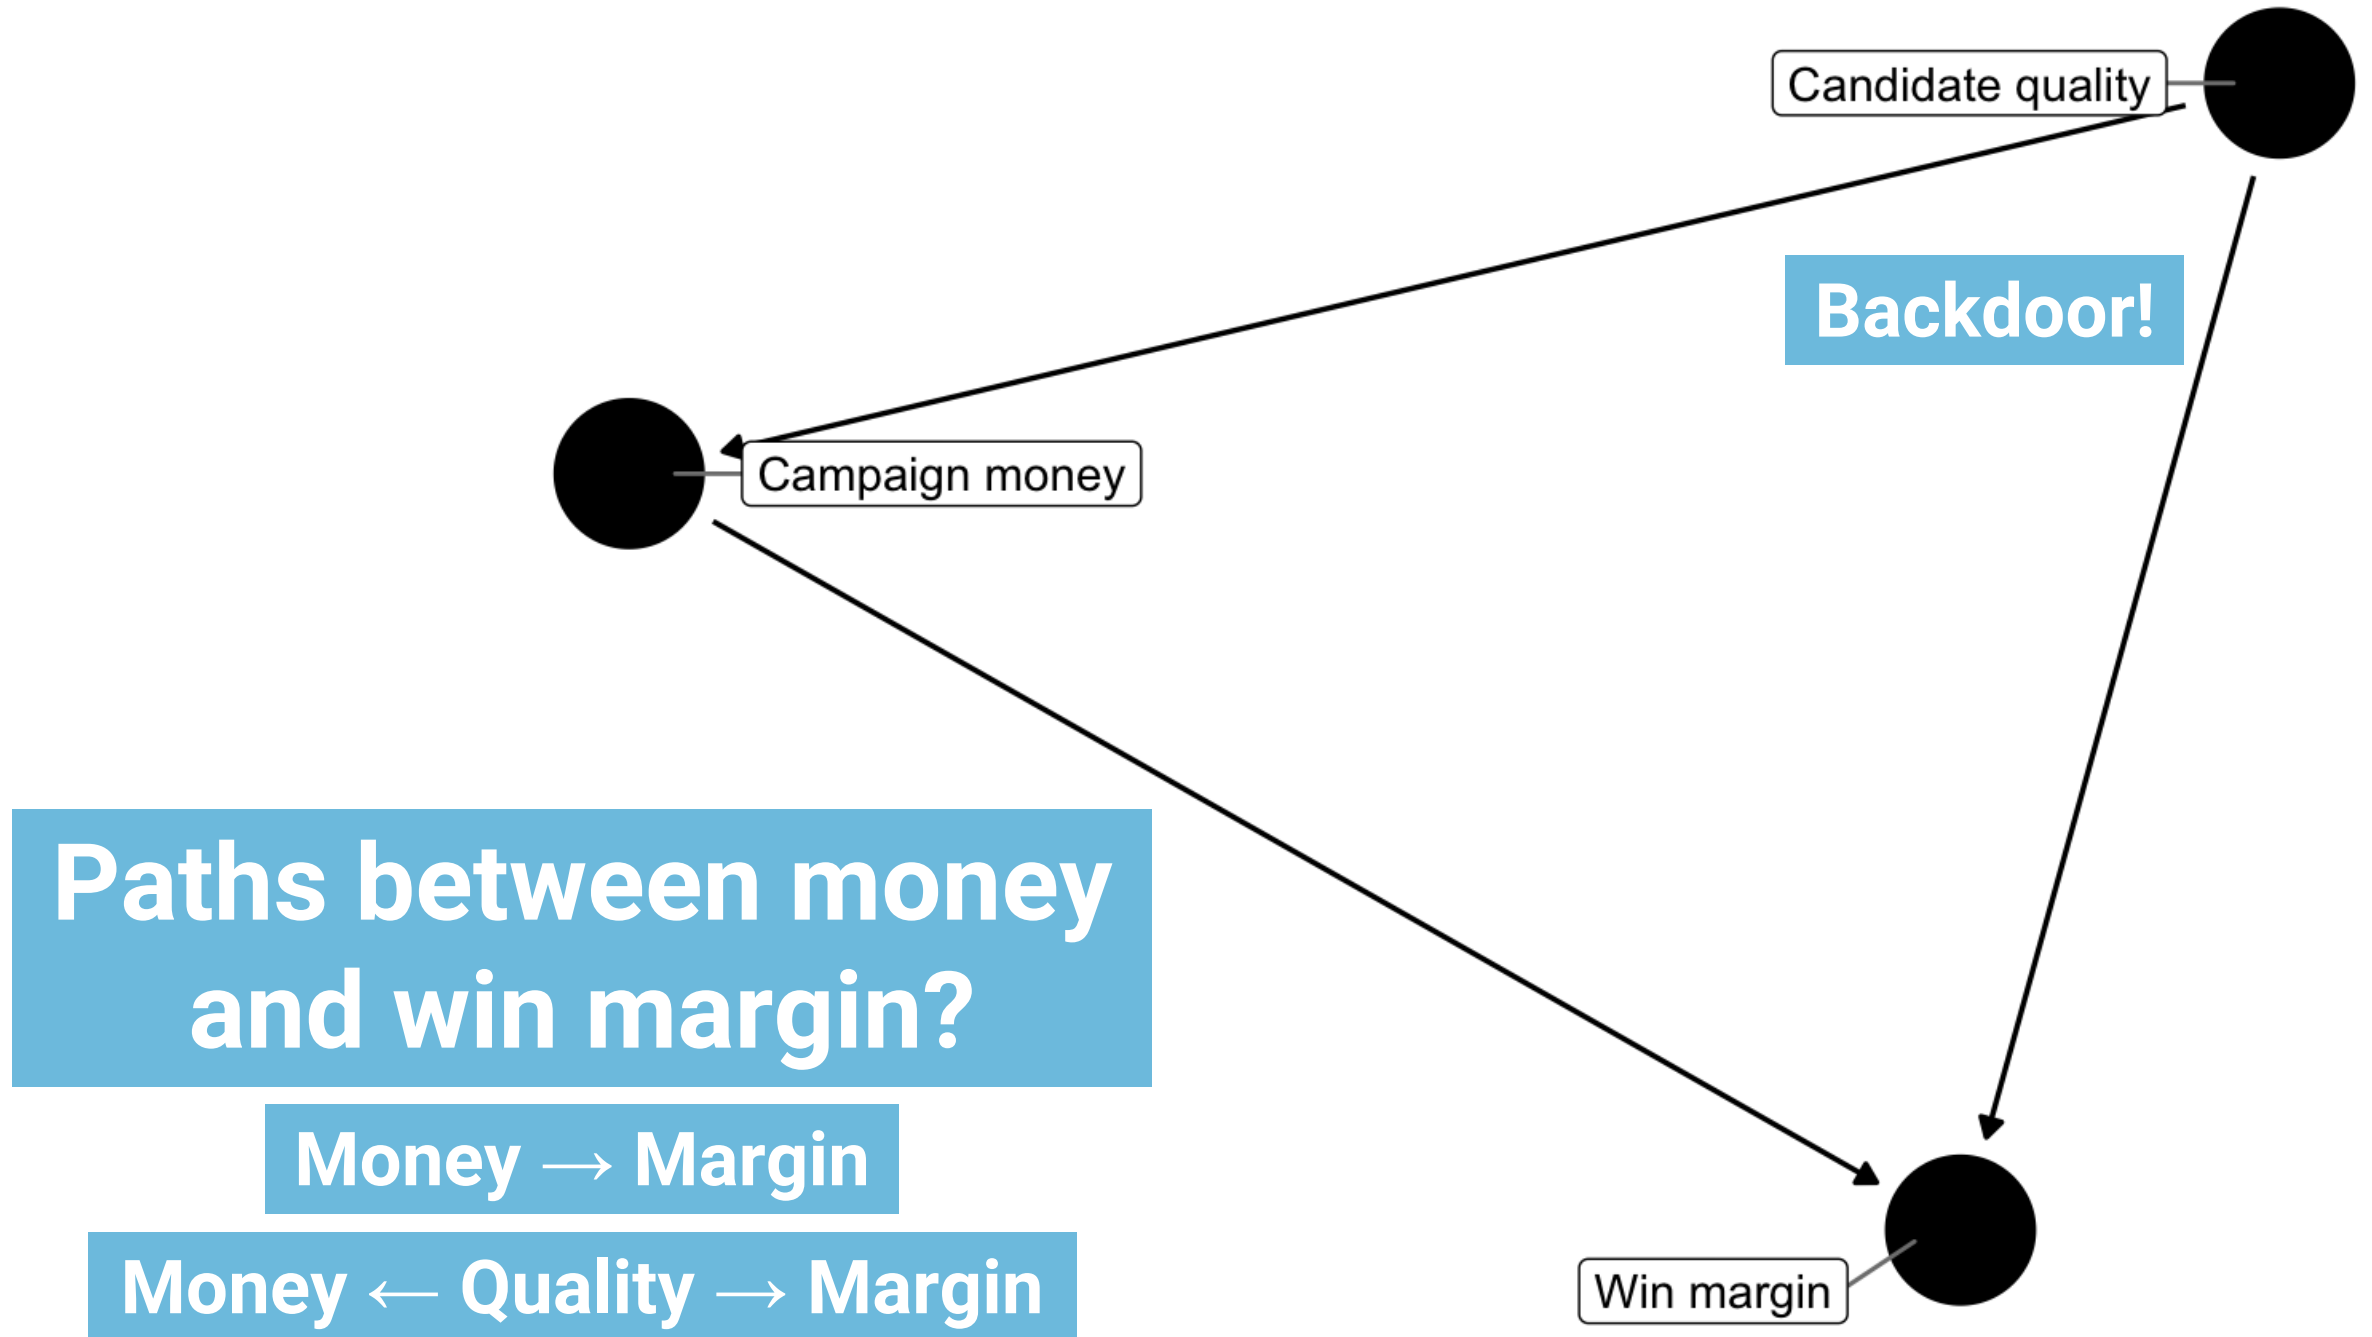 Candidate quality
Backdoor!
Campaign money
Paths between money
and win margin?
Money → Margin
Money ← Quality → Margin
Win margin